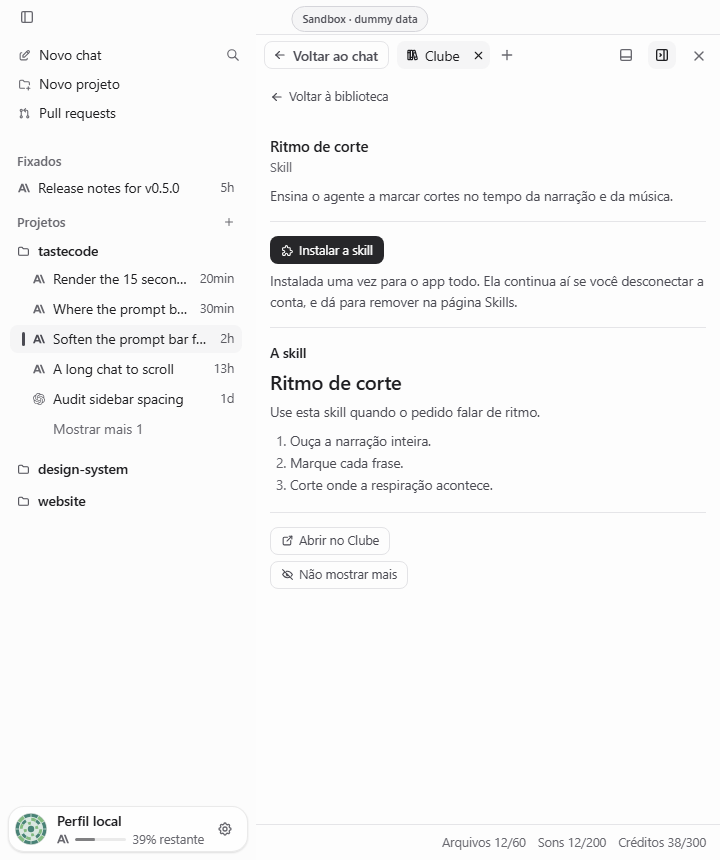 Sandbox · dummy data
Novo chat
Novo projeto
Pull requests
Fixados
Release notes for v0.5.0 5h
Projetos
tastecode
Render the 15 secon... 20min
Where the prompt b... 30min
Soften the prompt bar f... 2h
A long chat to scroll 13h
Audit sidebar spacing 1d
Mostrar mais 1
design-system
website
Perfil local
39% restante
Voltar ao chat
Clube
Voltar à biblioteca
Ritmo de corte
Skill
Ensina o agente a marcar cortes no tempo da narração e da música.
Instalar a skill
Instalada uma vez para o app todo. Ela continua aí se você desconectar a
conta, e dá para remover na página Skills.
A skill
Ritmo de corte
Use esta skill quando o pedido falar de ritmo.
1. Ouça a narração inteira.
2. Marque cada frase.
3. Corte onde a respiração acontece.
Abrir no Clube
Não mostrar mais
Arquivos 12/60 Sons 12/200 Créditos 38/300